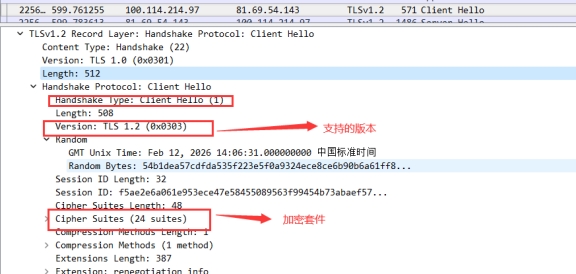 2256… 599.761255 100.114.214.97 81.69.54.143 TLSv1.2 571 Client Hello
2256 599.783613 81.69.54.143 100.114.214.97 TLSv1.2 1486 Server Hello
TLSv1.2 Record Layer: Handshake Protocol: Client Hello
Content Type: Handshake (22)
Version: TLS 1.0 (0x0301)
Length: 512
Handshake Protocol: Client Hello
Handshake Type: Client Hello (1)
Length: 508
Version: TLS 1.2 (0x0303)
支持的版本
Random
GMT Unix Time: Feb 12, 2026 14:06:31.000000000 中国标准时间
Random Bytes: 54b1dea57cdfda535f223e5f0a9324ece8ce6b90b6a61ff8...
Session ID Length: 32
Session ID: f5ae2e6a061e953ece47e58455089563f99454b73abaef57...
Cipher Suites Length: 48
Cipher Suites (24 suites)
加密套件
Compression Methods Length: 1
Compression Methods (1 method)
Extensions Length: 387
Extension: renegotiation_info